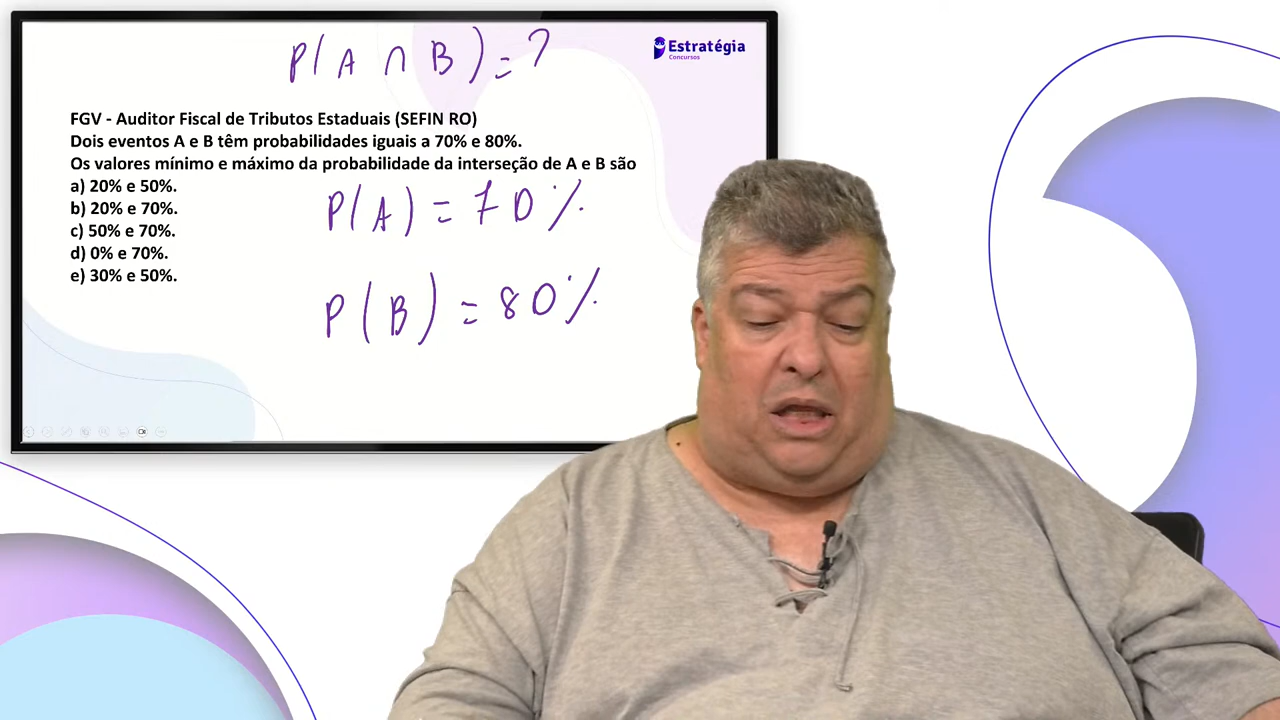 P(A ∩ B) = ?
Estratégia
Concursos
FGV - Auditor Fiscal de Tributos Estaduais (SEFIN RO)
Dois eventos A e B têm probabilidades iguais a 70% e 80%.
Os valores mínimo e máximo da probabilidade da interseção de A e B são
a) 20% e 50%.
b) 20% e 70%.
c) 50% e 70%.
d) 0% e 70%.
e) 30% e 50%.
P(A) = 70%
P(B) = 80%